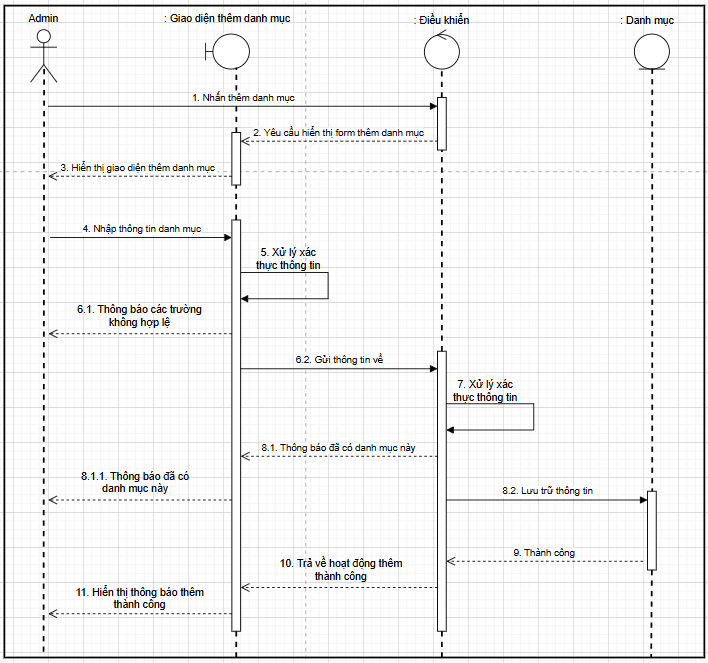 Admin
: Giao diện thêm danh mục
: Điều khiển
: Danh mục
1. Nhấn thêm danh mục
2. Yêu cầu hiển thị form thêm danh mục
3. Hiển thị giao diện thêm danh mục
4. Nhập thông tin danh mục
5. Xử lý xác
thực thông tin
6.1. Thông báo các trường
không hợp lệ
6.2. Gửi thông tin về
7. Xử lý xác
thực thông tin
8.1. Thông báo đã có danh mục này
8.1.1. Thông báo đã có
danh mục này
8.2. Lưu trữ thông tin
9. Thành công
10. Trả về hoạt động thêm
thành công
11. Hiển thị thông báo thêm
thành công